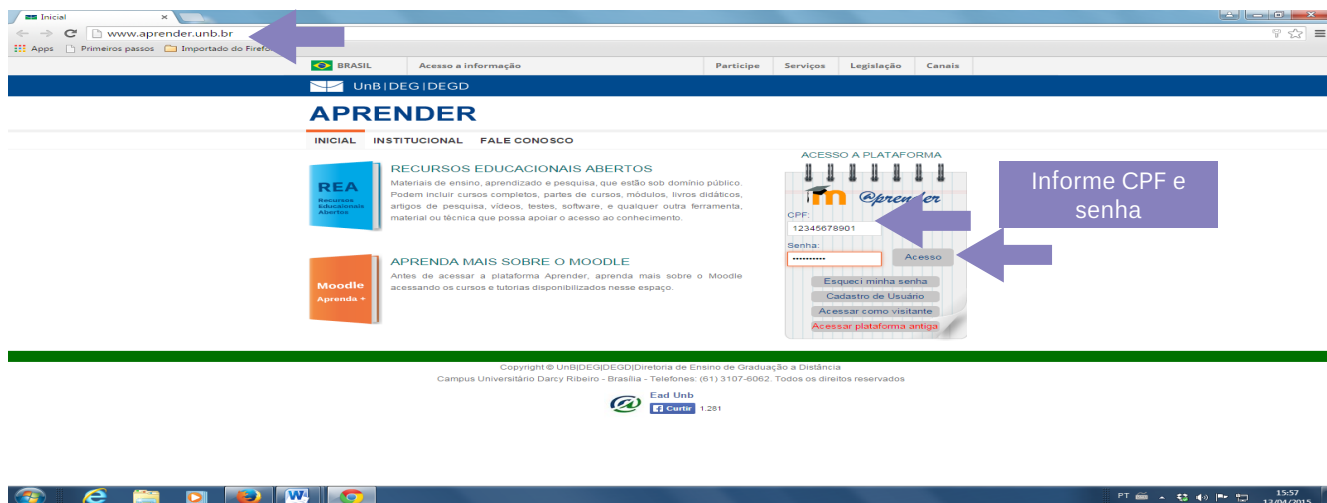 Inicial
www.aprender.unb.br
Apps Primeiros passos Importado do Firefo
BRASIL Acesso a informação Participe Serviços Legislação Canais
UnB|DEG|DEGD
APRENDER
INICIAL INSTITUCIONAL FALE CONOSCO
ACESSO A PLATAFORMA
RECURSOS EDUCACIONAIS ABERTOS
REA
Recursos
Educacionais
Abertos
Materiais de ensino, aprendizado e pesquisa, que estão sob domínio público.
Podem incluir cursos completos, partes de cursos, módulos, livros de didáticos,
artigos de pesquisa, vídeos, testes, software, e qualquer outra ferramenta,
material ou técnica que possa apoiar o acesso ao conhecimento.
APRENDA MAIS SOBRE O MOODLE
Moodle
Aprenda +
Antes de acessar a plataforma Aprender, aprenda mais sobre o Moodle
acessando os cursos e tutorias disponibilizados nesse espaço.
m @prender
CPF:
12345678901
Senha:
Acesso
Esqueci minha senha
Cadastro de Usuário
Acessar como visitante
Acessar plataforma antiga
Informe CPF e
senha
Copyright © UnB|DEG|DEGD|Diretoria de Ensino de Graduação a Distância
Campus Universitário Darcy Ribeiro - Brasília - Telefones: (61) 3107-6062. Todos os direitos reservados
Ead Unb
Curtir 1.281
PT 15:57
13/04/2015